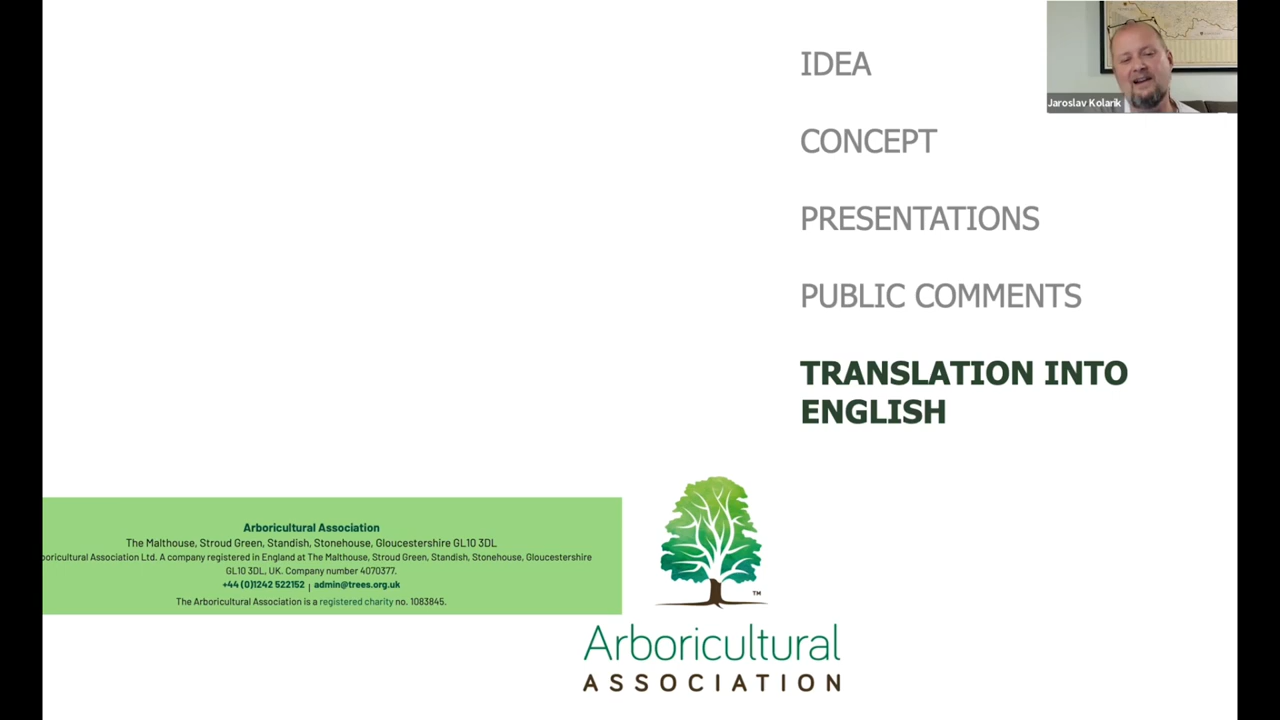 IDEA
Jaroslav Kolarik
CONCEPT
PRESENTATIONS
PUBLIC COMMENTS
TRANSLATION INTO
ENGLISH
Arboricultural Association
The Malthouse, Stroud Green, Standish, Stonehouse, Gloucestershire GL10 3DL
boricultural Association Ltd. A company registered in England at The Malthouse, Stroud Green, Standish, Stonehouse, Gloucestershire
GL10 3DL, UK. Company number 4070377.
+44 (0)1242 522152 | admin@trees.org.uk
The Arboricultural Association is a registered charity no. 1083845.
TM
Arboricultural
ASSOCIATION